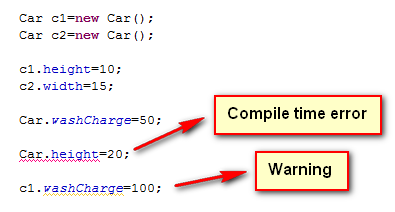 Car c1=new Car();
Car c2=new Car();
c1.height=10;
c2.width=15;
Car.washCharge=50;
Compile time error
Car.height=20;
Warning
c1.washCharge=100;